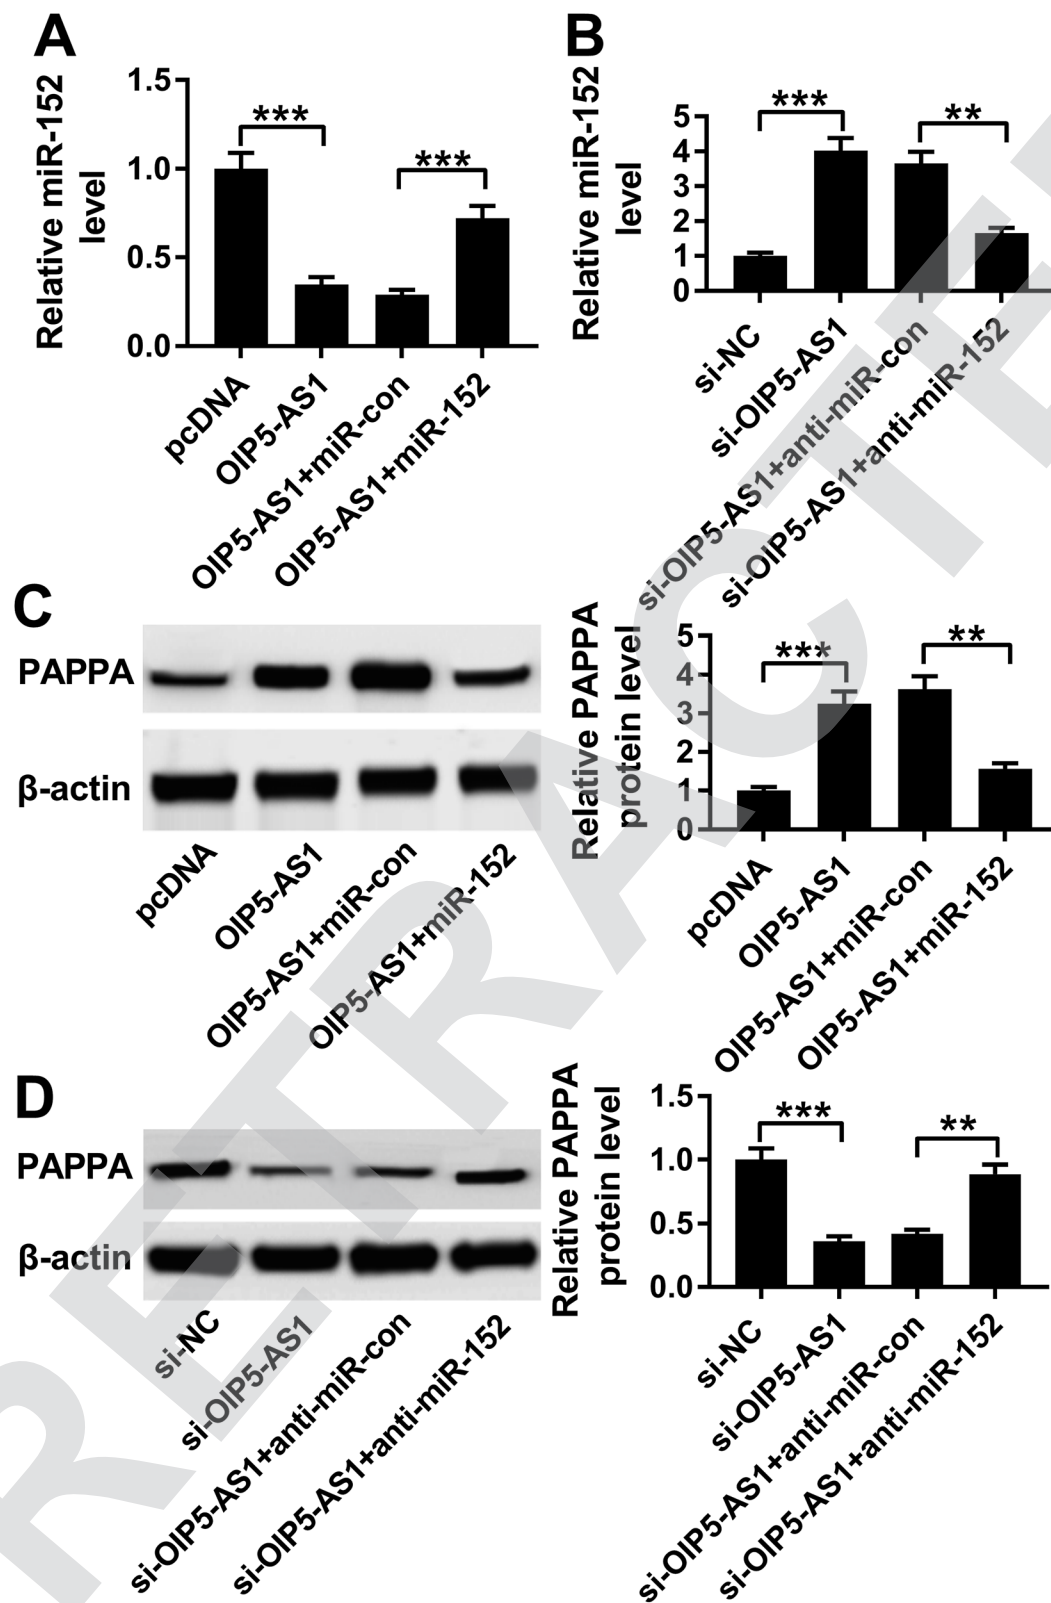 A
Relative miR-152
level
1.5
1.0
0.5
0.0
***
***
pcDNA
OIP5-AS1
OIP5-AS1+miR-con
OIP5-AS1+miR-152
B
Relative miR-152
level
5
4
3
2
1
0
***
**
si-NC
si-OIP5-AS1
si-OIP5-AS1+anti-miR-con
si-OIP5-AS1+anti-miR-152
C
PAPPA
β-actin
pcDNA
OIP5-AS1
OIP5-AS1+miR-con
OIP5-AS1+miR-152
Relative PAPPA
protein level
5
4
3
2
1
0
***
**
pcDNA
OIP5-AS1
OIP5-AS1+miR-con
OIP5-AS1+miR-152
D
PAPPA
β-actin
si-NC
si-OIP5-AS1
si-OIP5-AS1+anti-miR-con
si-OIP5-AS1+anti-miR-152
Relative PAPPA
protein level
1.5
1.0
0.5
0.0
***
**
si-NC
si-OIP5-AS1
si-OIP5-AS1+anti-miR-con
si-OIP5-AS1+anti-miR-152
RETRACTE